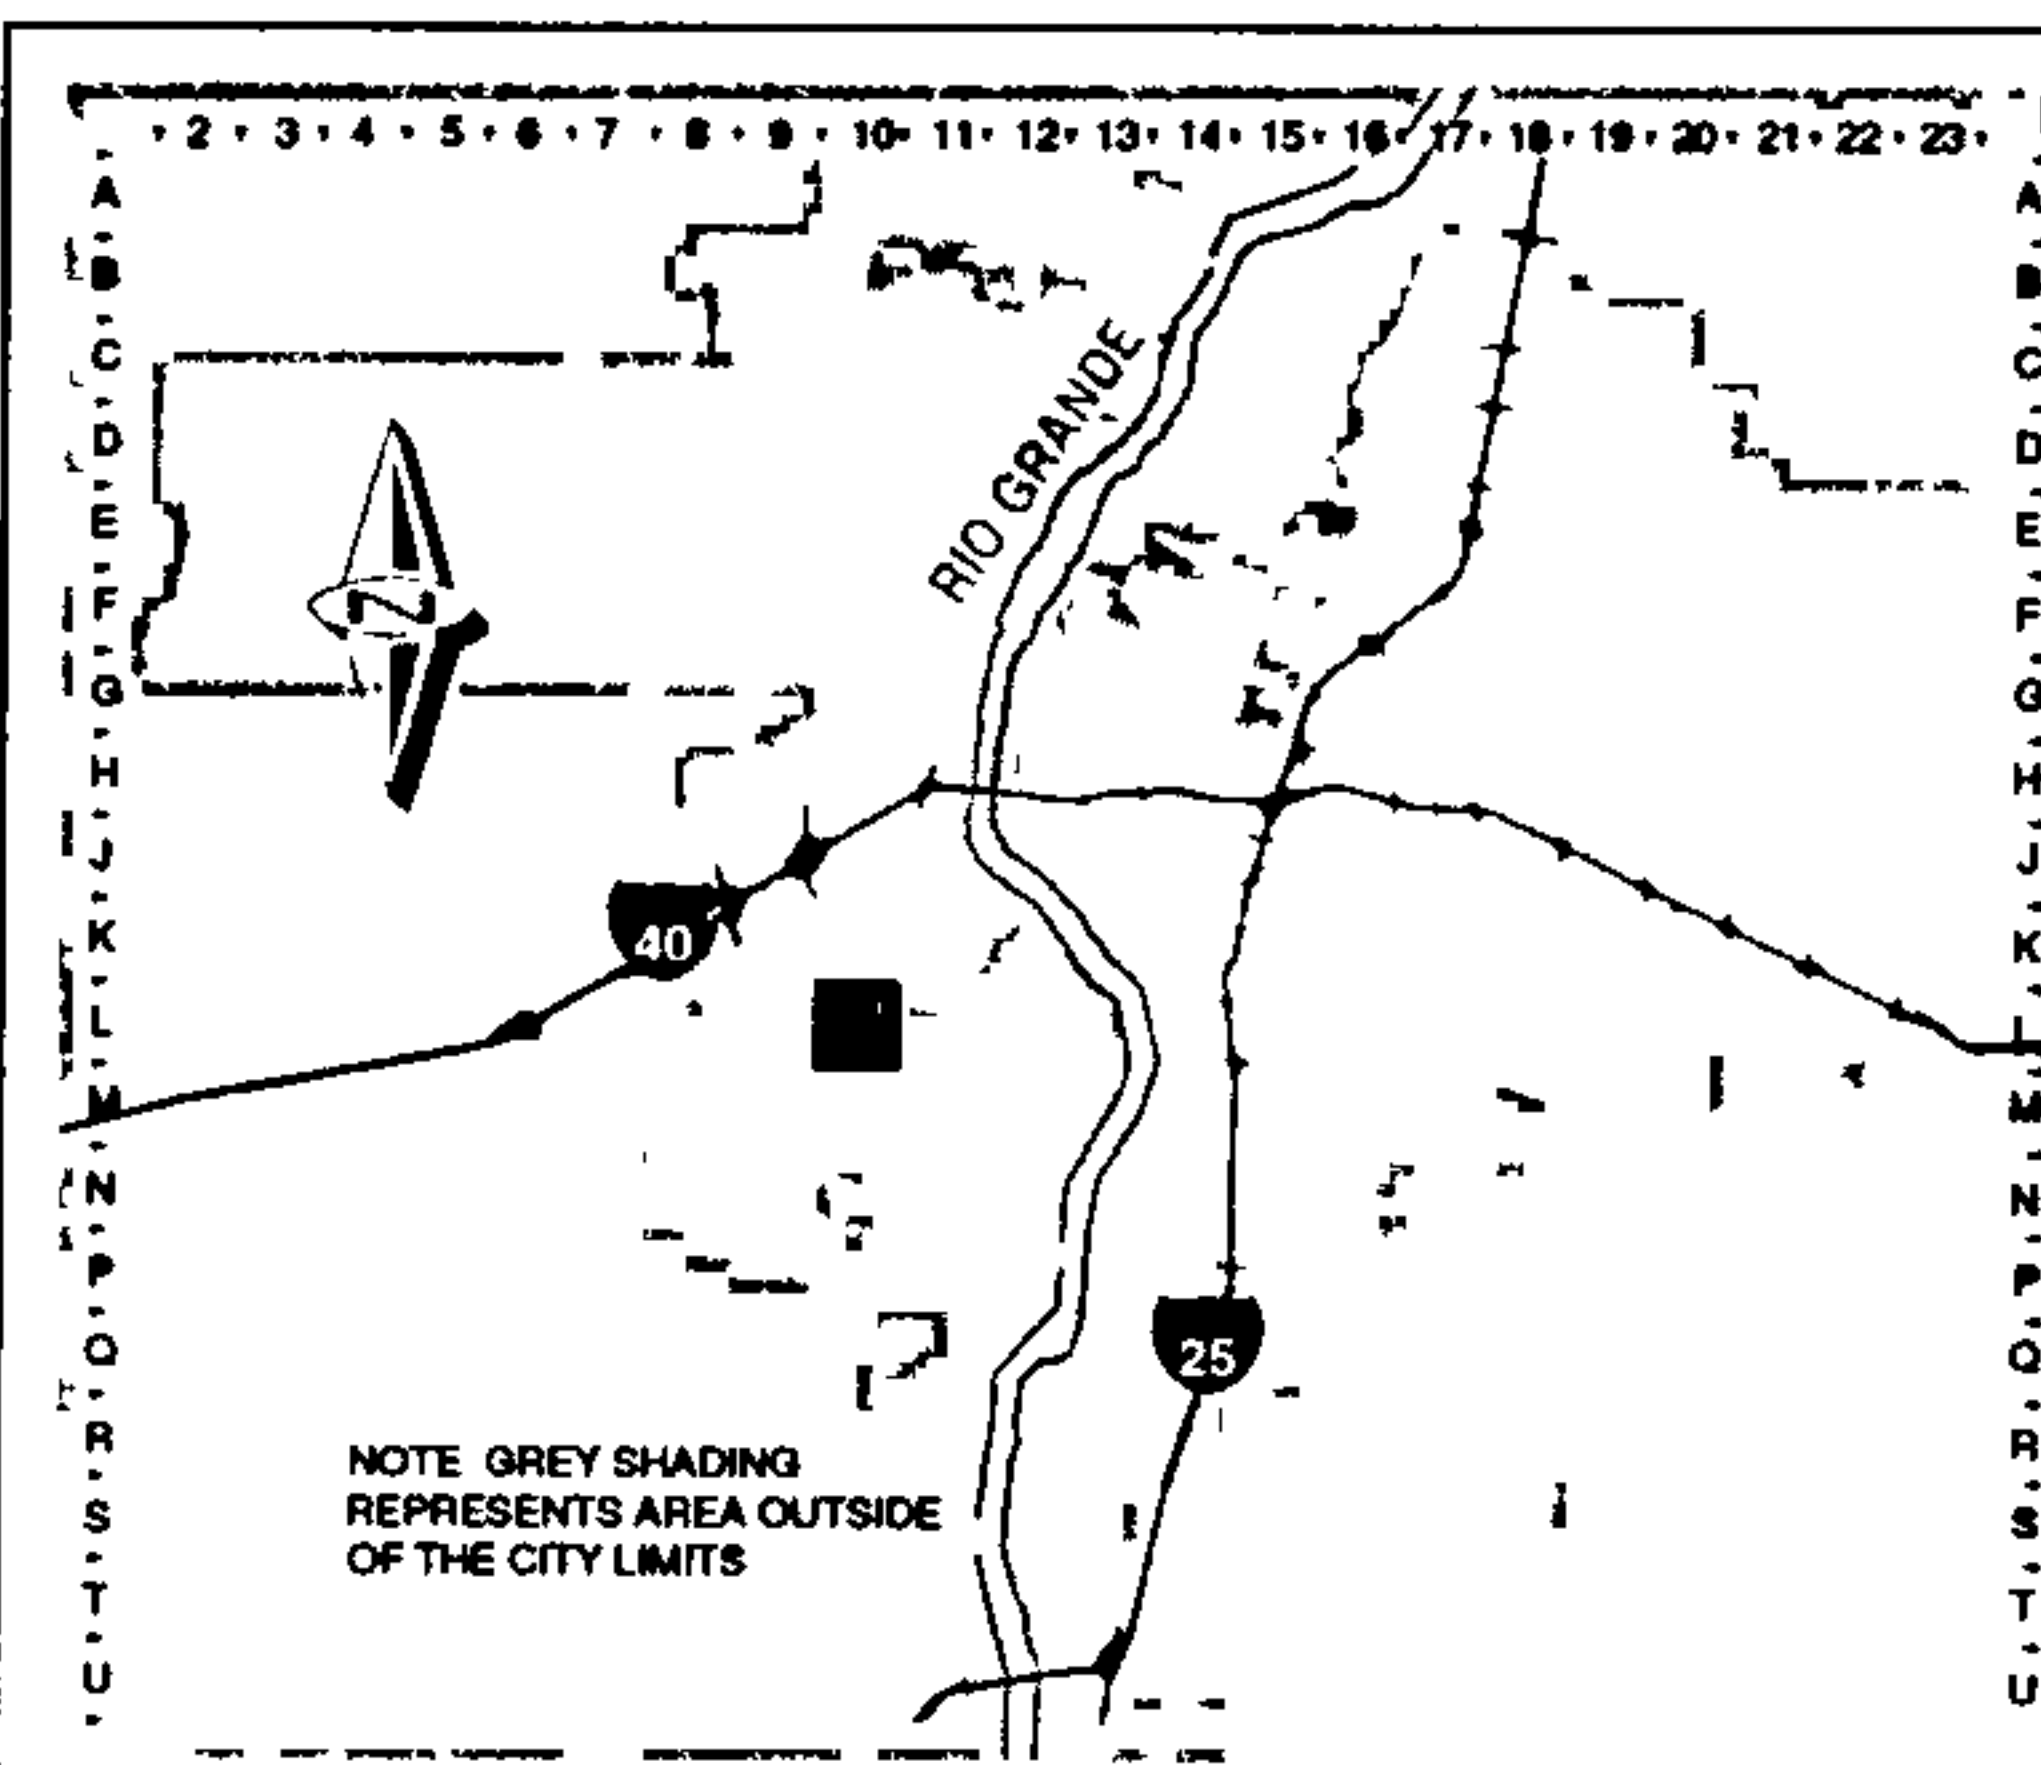 2 · 3 · 4 · 5 · 6 · 7 · 8 · 9 · 10 · 11 · 12 · 13 · 14 · 15 · 16 · 17 · 18 · 19 · 20 · 21 · 22 · 23
A A
B B
C C
D D
E E
F F
G G
H H
J J
K K
L L
M M
N N
P P
Q Q
R R
S S
T T
U U
RIO GRANDE
N
40
25
NOTE GREY SHADING
REPRESENTS AREA OUTSIDE
OF THE CITY LIMITS